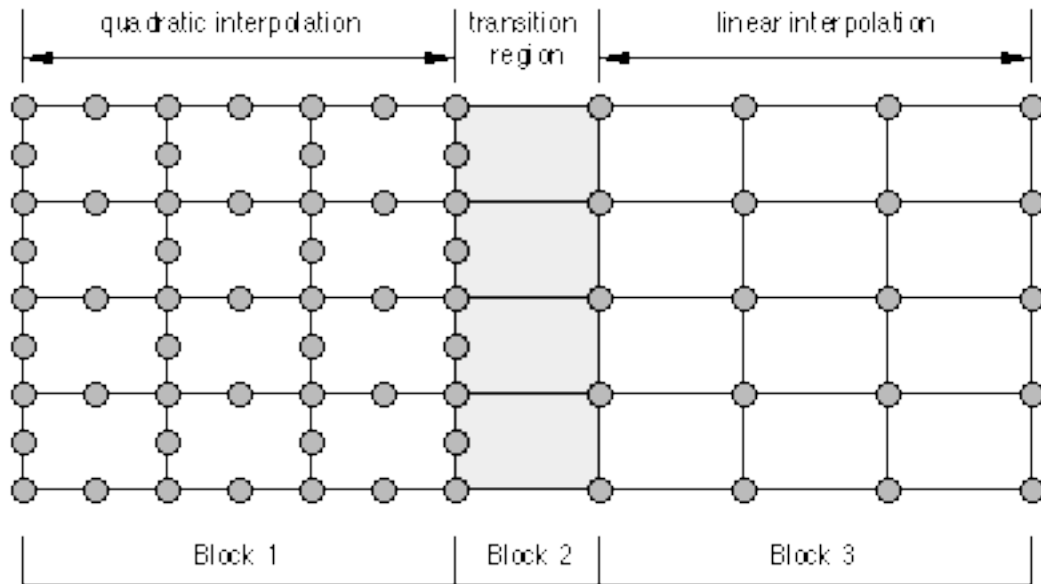 quadratic interpolation
transition
region
linear interpolation
Block 1
Block 2
Block 3